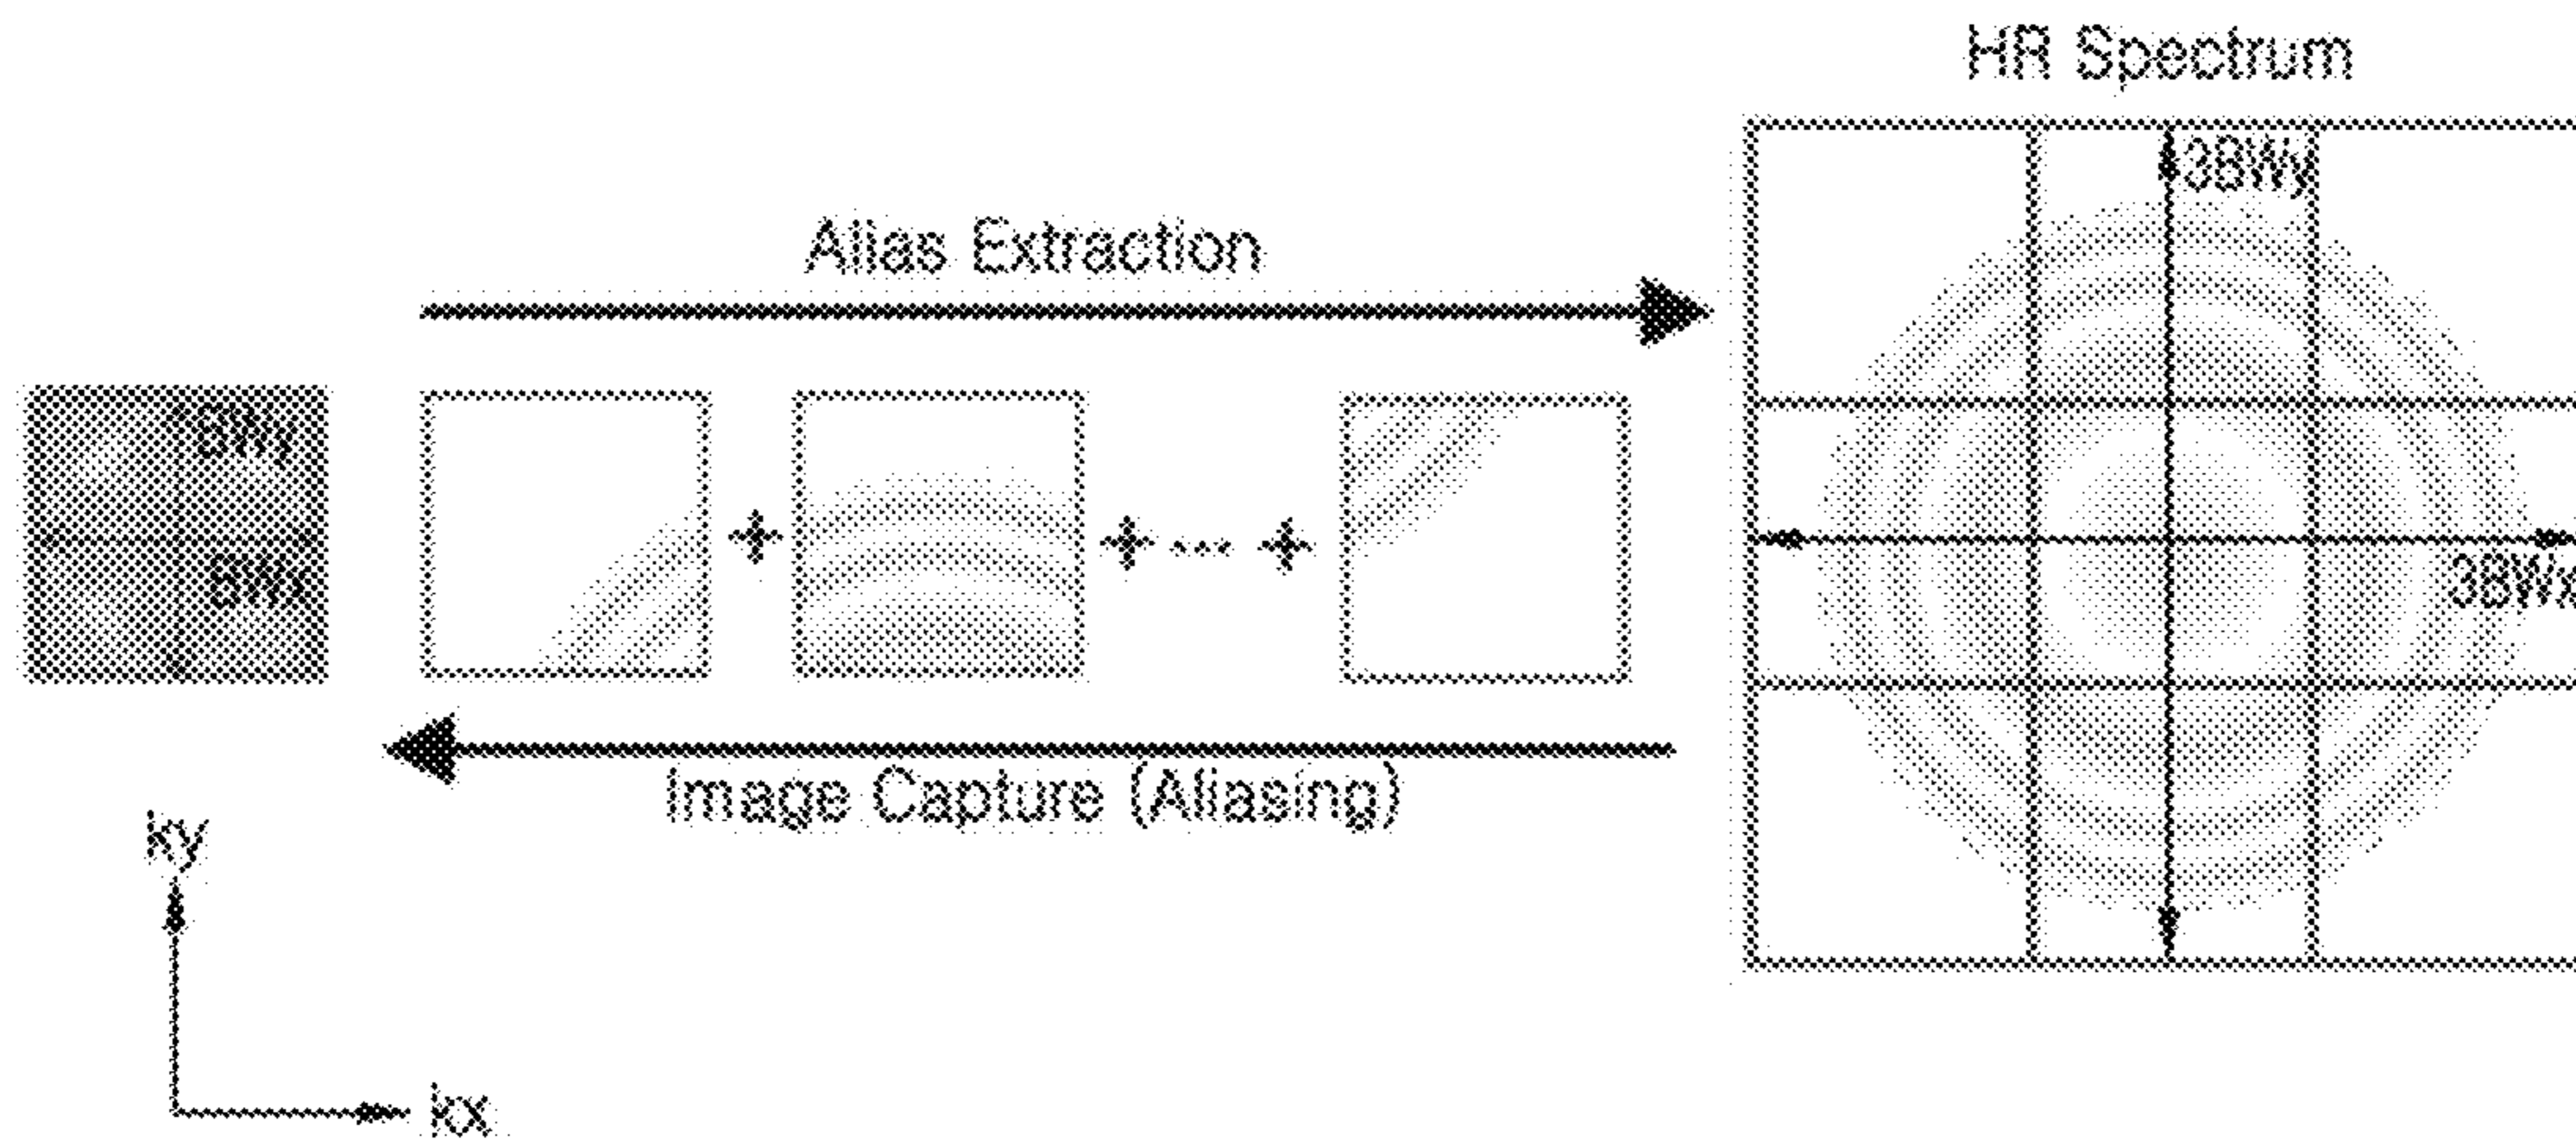 HR Spectrum
3BWy
Alias Extraction
BWy
+
+ ... +
BWx
3BWx
Image Capture (Aliasing)
ky
kx